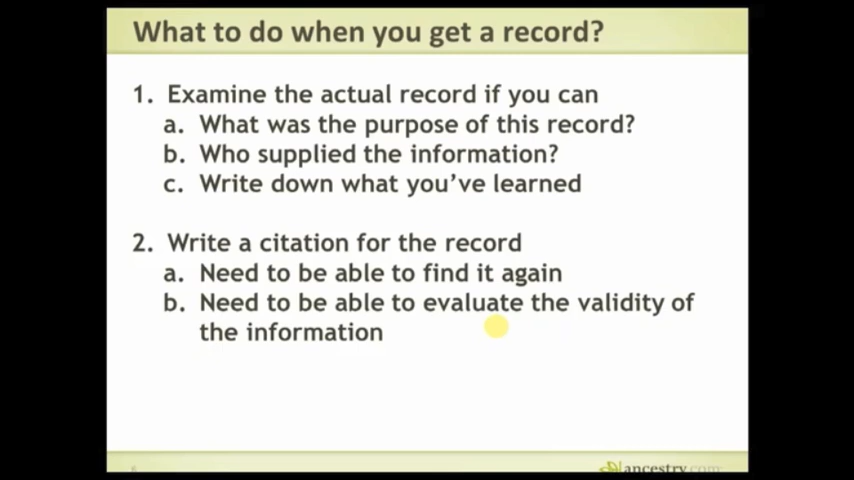 What to do when you get a record?
1. Examine the actual record if you can
a. What was the purpose of this record?
b. Who supplied the information?
c. Write down what you've learned
2. Write a citation for the record
a. Need to be able to find it again
b. Need to be able to evaluate the validity of
the information
6
ancestry.com